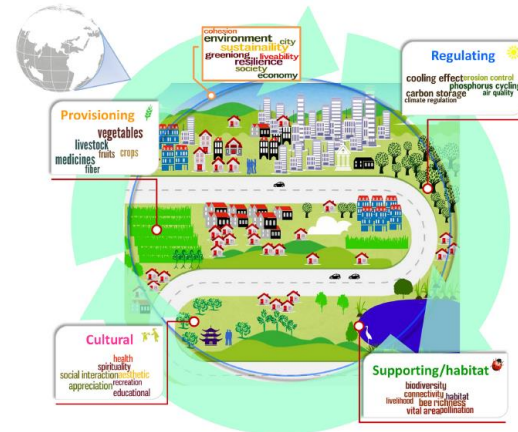 cohesion
environment city
sustainaility
greeniong liveability
resilience
society
economy
Regulating
cooling effect erosion control
phosphorus cycling
carbon storage air quality
climate regulation
Provisioning
vegetables
livestock
fruits crops
medicines
fiber
Cultural
health
spirituality
social interaction aesthetic
appreciation recreation
educational
Supporting/habitat
biodiversity
connectivity habitat
livelihood bee richness
vital area pollination